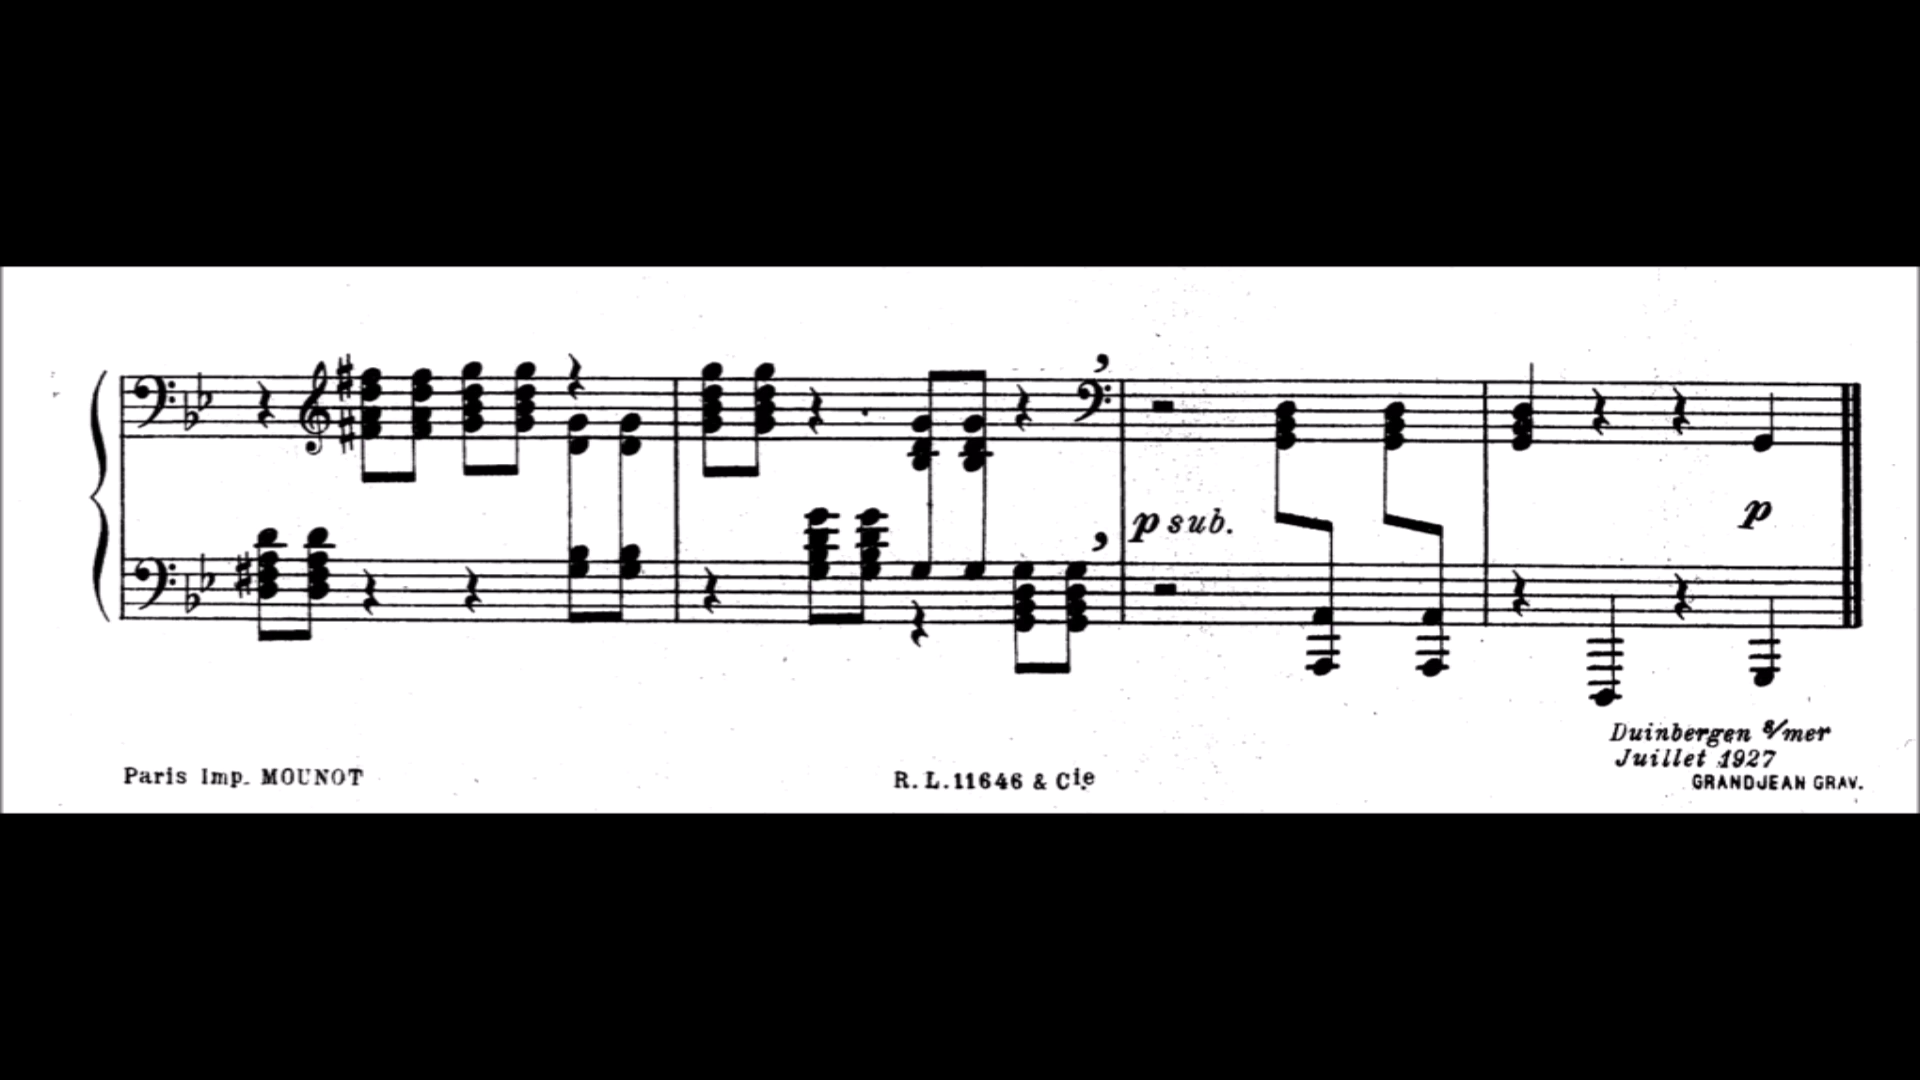 p sub.
p
Duinbergen s/mer
Juillet 1927
GRANDJEAN GRAV.
Paris Imp. MOUNOT
R. L. 11646 & Cie